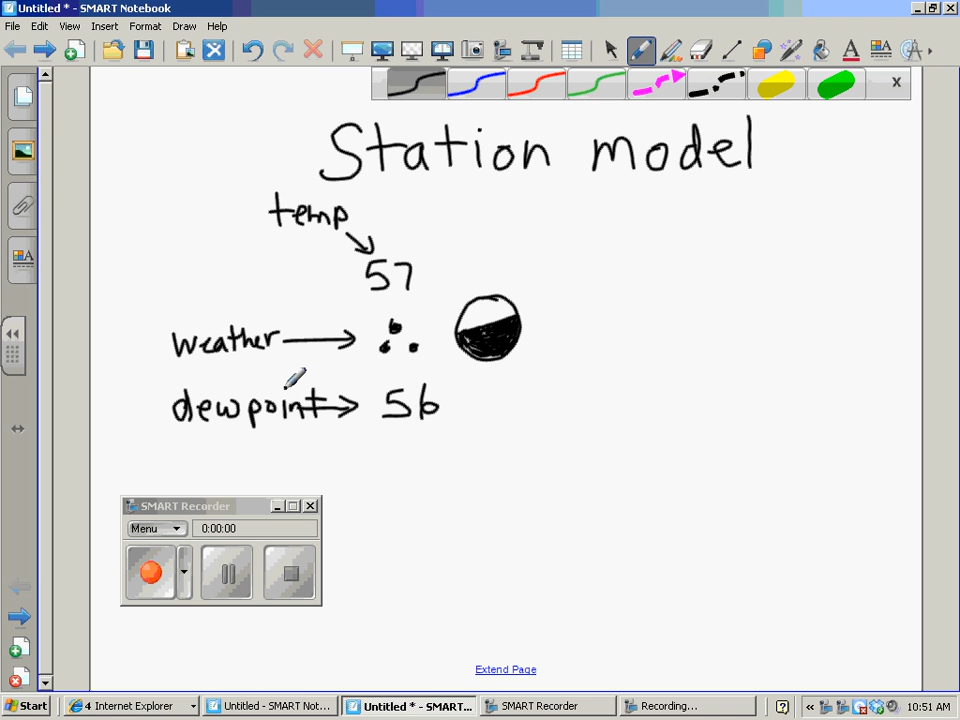 Untitled * - SMART Notebook
File Edit View Insert Format Draw Help
x
Station model
temp
57
weather
dewpoint 56
SMART Recorder
Menu 0:00:00
Extend Page
Start 4 Internet Explorer Untitled - SMART Not... Untitled * - SMART... SMART Recorder Recording... 10:51 AM